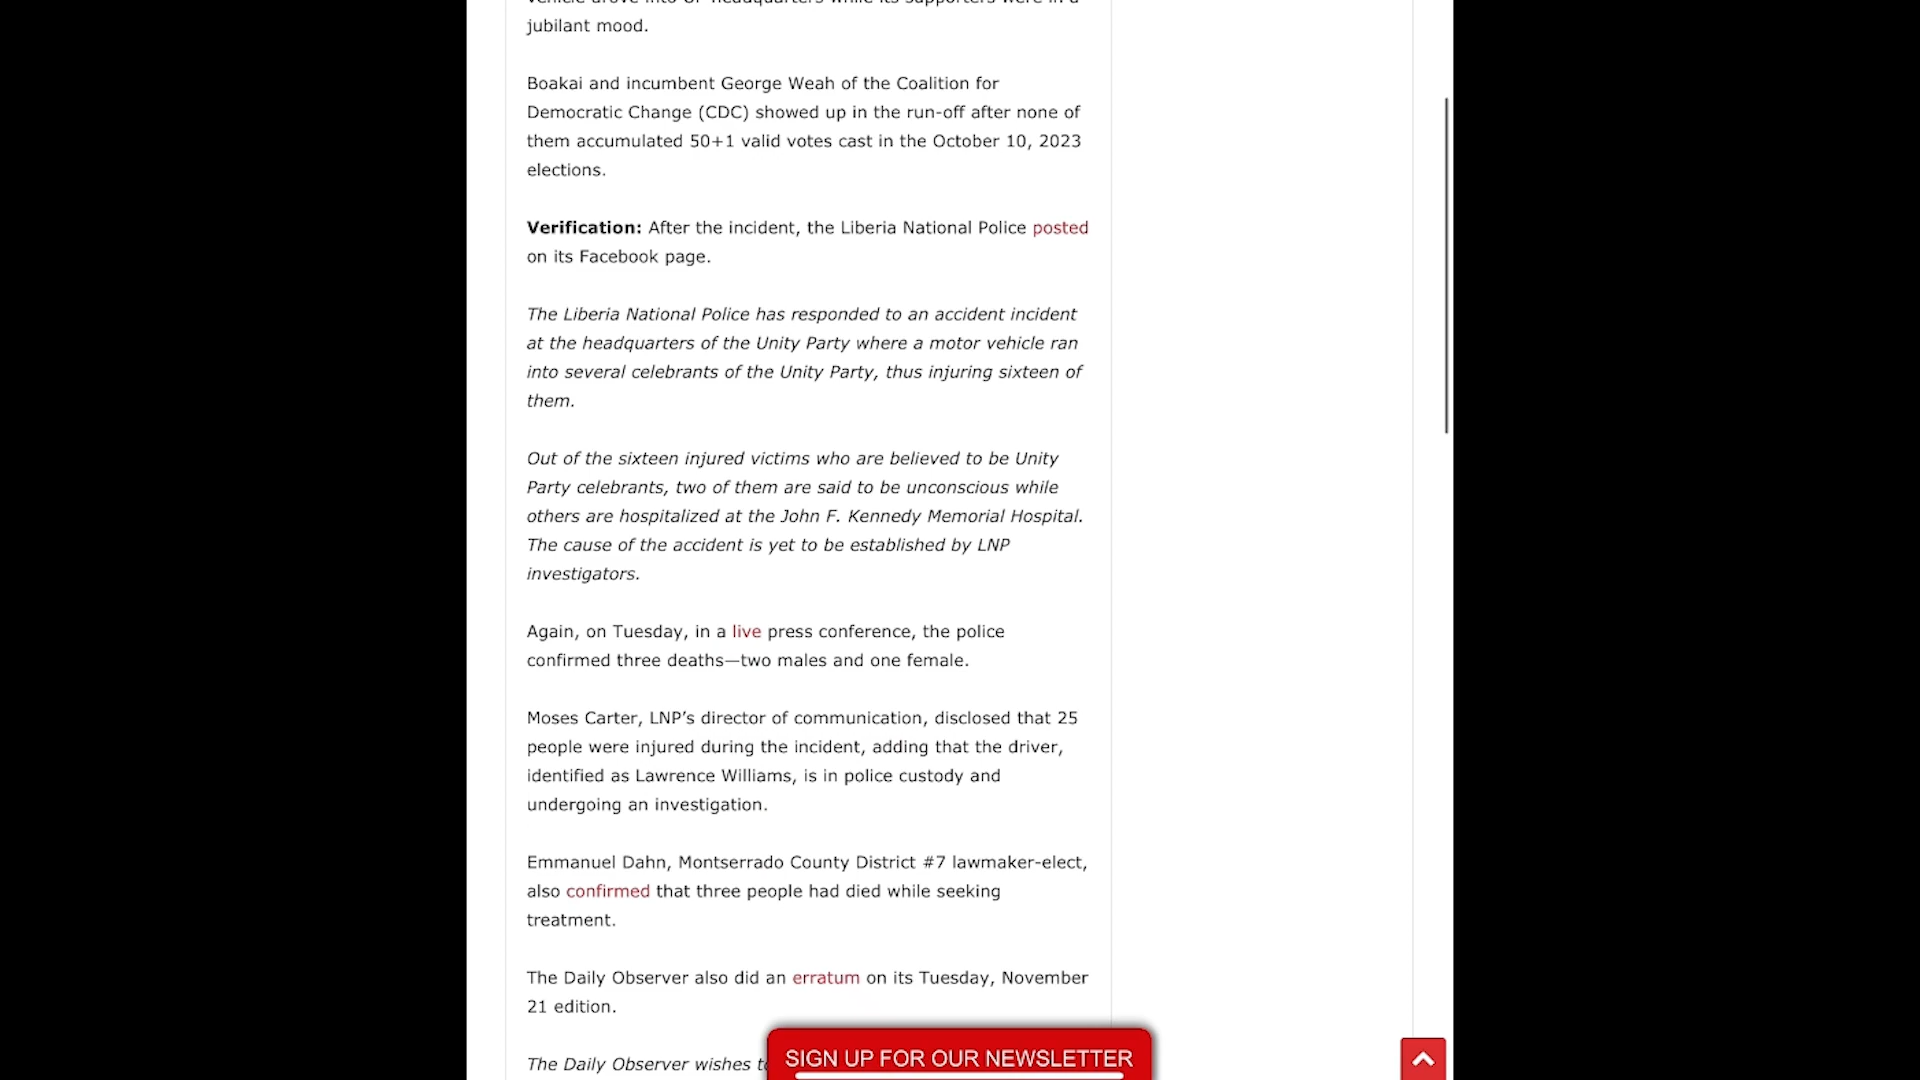 jubilant mood.
Boakai and incumbent George Weah of the Coalition for
Democratic Change (CDC) showed up in the run-off after none of
them accumulated 50+1 valid votes cast in the October 10, 2023
elections.
Verification: After the incident, the Liberia National Police posted
on its Facebook page.
The Liberia National Police has responded to an accident incident
at the headquarters of the Unity Party where a motor vehicle ran
into several celebrants of the Unity Party, thus injuring sixteen of
them.
Out of the sixteen injured victims who are believed to be Unity
Party celebrants, two of them are said to be unconscious while
others are hospitalized at the John F. Kennedy Memorial Hospital.
The cause of the accident is yet to be established by LNP
investigators.
Again, on Tuesday, in a live press conference, the police
confirmed three deaths—two males and one female.
Moses Carter, LNP’s director of communication, disclosed that 25
people were injured during the incident, adding that the driver,
identified as Lawrence Williams, is in police custody and
undergoing an investigation.
Emmanuel Dahn, Montserrado County District #7 lawmaker-elect,
also confirmed that three people had died while seeking
treatment.
The Daily Observer also did an erratum on its Tuesday, November
21 edition.
The Daily Observer wishes
SIGN UP FOR OUR NEWSLETTER